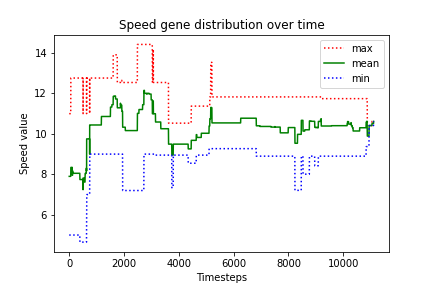 Speed gene distribution over time
max
mean
min
Speed value
14
12
10
8
6
0
2000
4000
6000
8000
10000
Timesteps